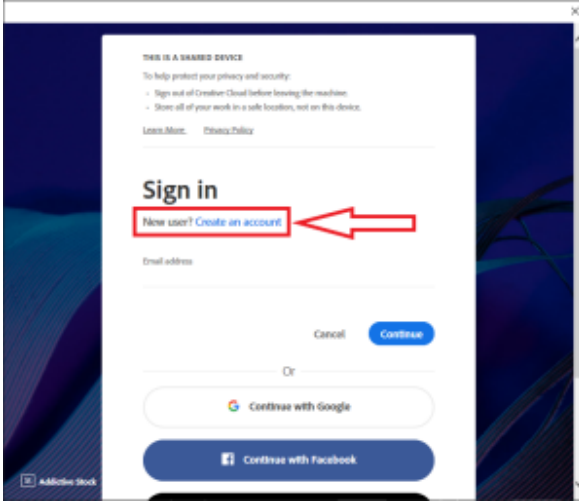 THIS IS A SHARED DEVICE
To help protect your privacy and security:
- Sign out of Creative Cloud before leaving the machine.
- Store all of your work in a safe location, not on this device.
Learn More Privacy Policy
Sign in
New user? Create an account
Email address
Cancel Continue
Or
Continue with Google
Continue with Facebook
Addictive Stock